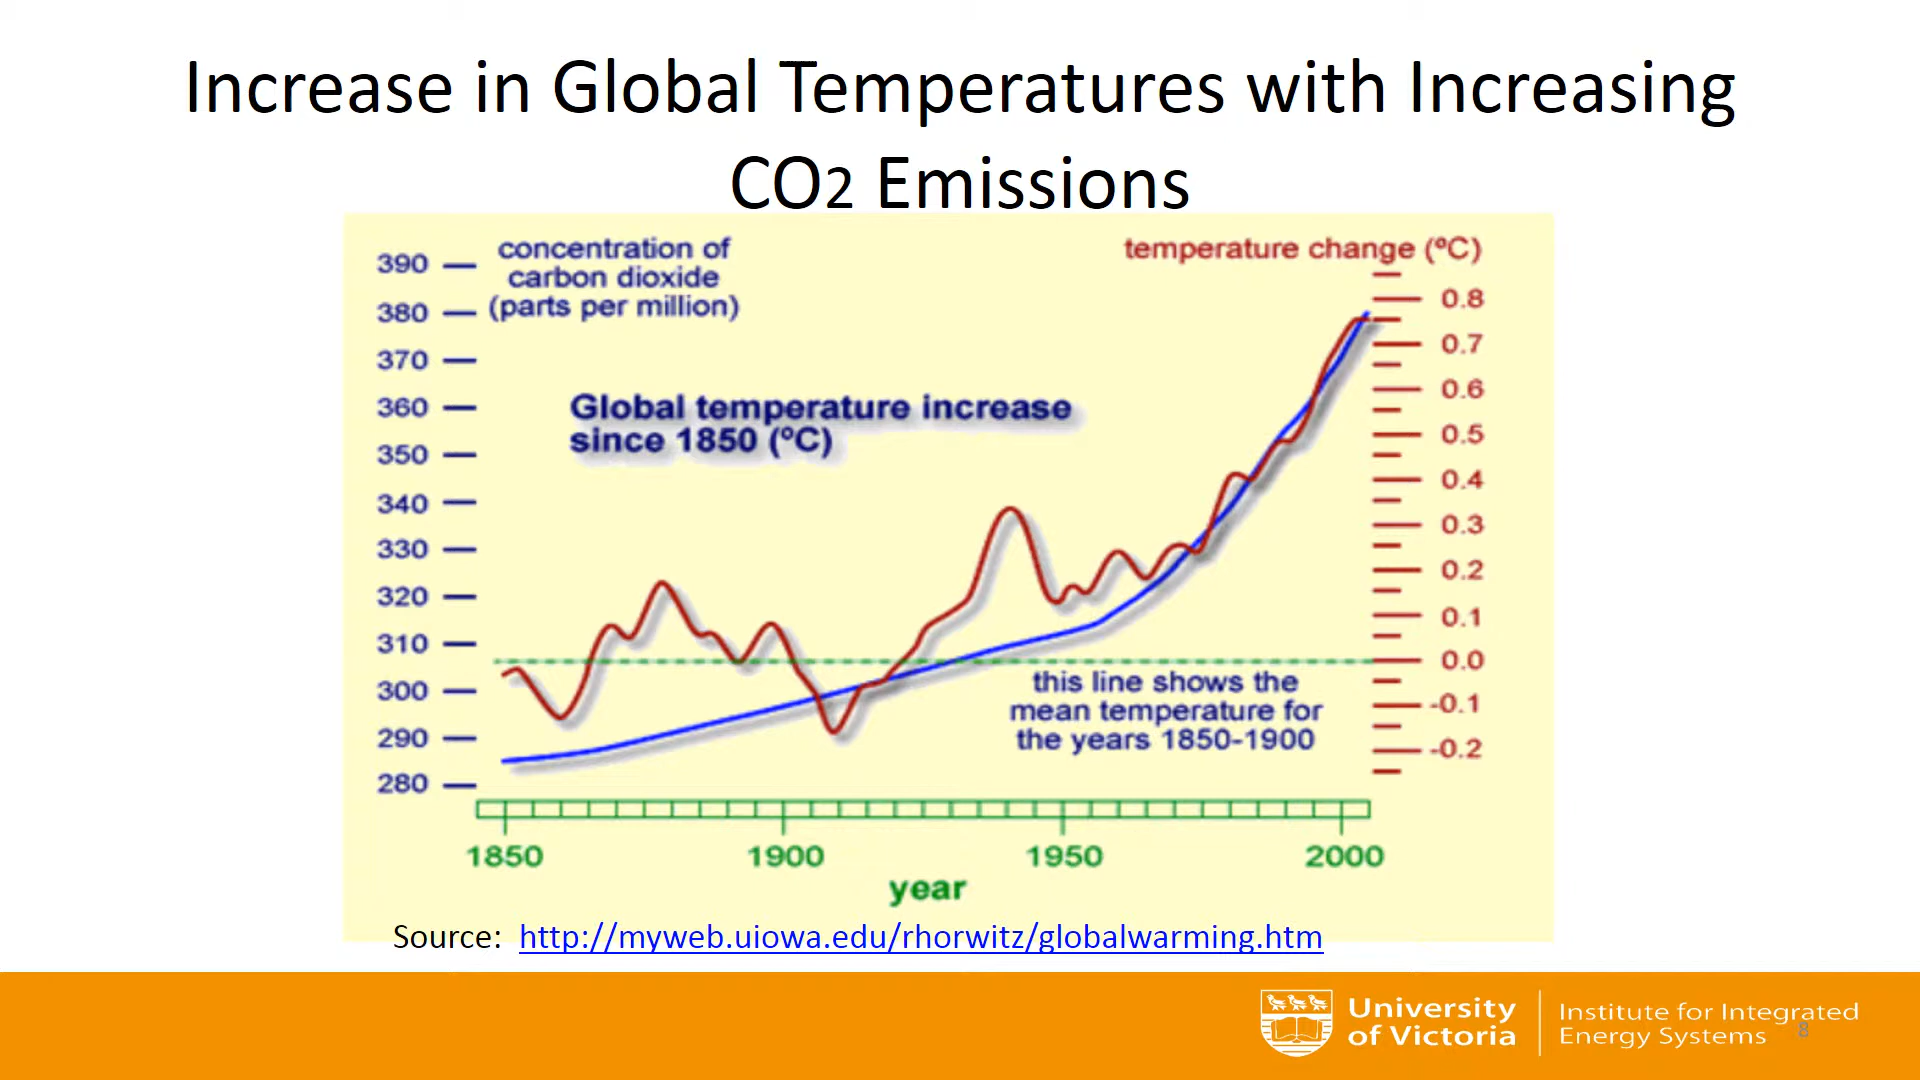 Increase in Global Temperatures with Increasing
CO2 Emissions
concentration of
carbon dioxide
(parts per million)
temperature change (ºC)
390
380
370
360
350
340
330
320
310
300
290
280
Global temperature increase
since 1850 (ºC)
0.8
0.7
0.6
0.5
0.4
0.3
0.2
0.1
0.0
-0.1
-0.2
this line shows the
mean temperature for
the years 1850-1900
1850 1900 1950 2000
year
Source: http://myweb.uiowa.edu/rhorwitz/globalwarming.htm
University
of Victoria
Institute for Integrated
Energy Systems
8